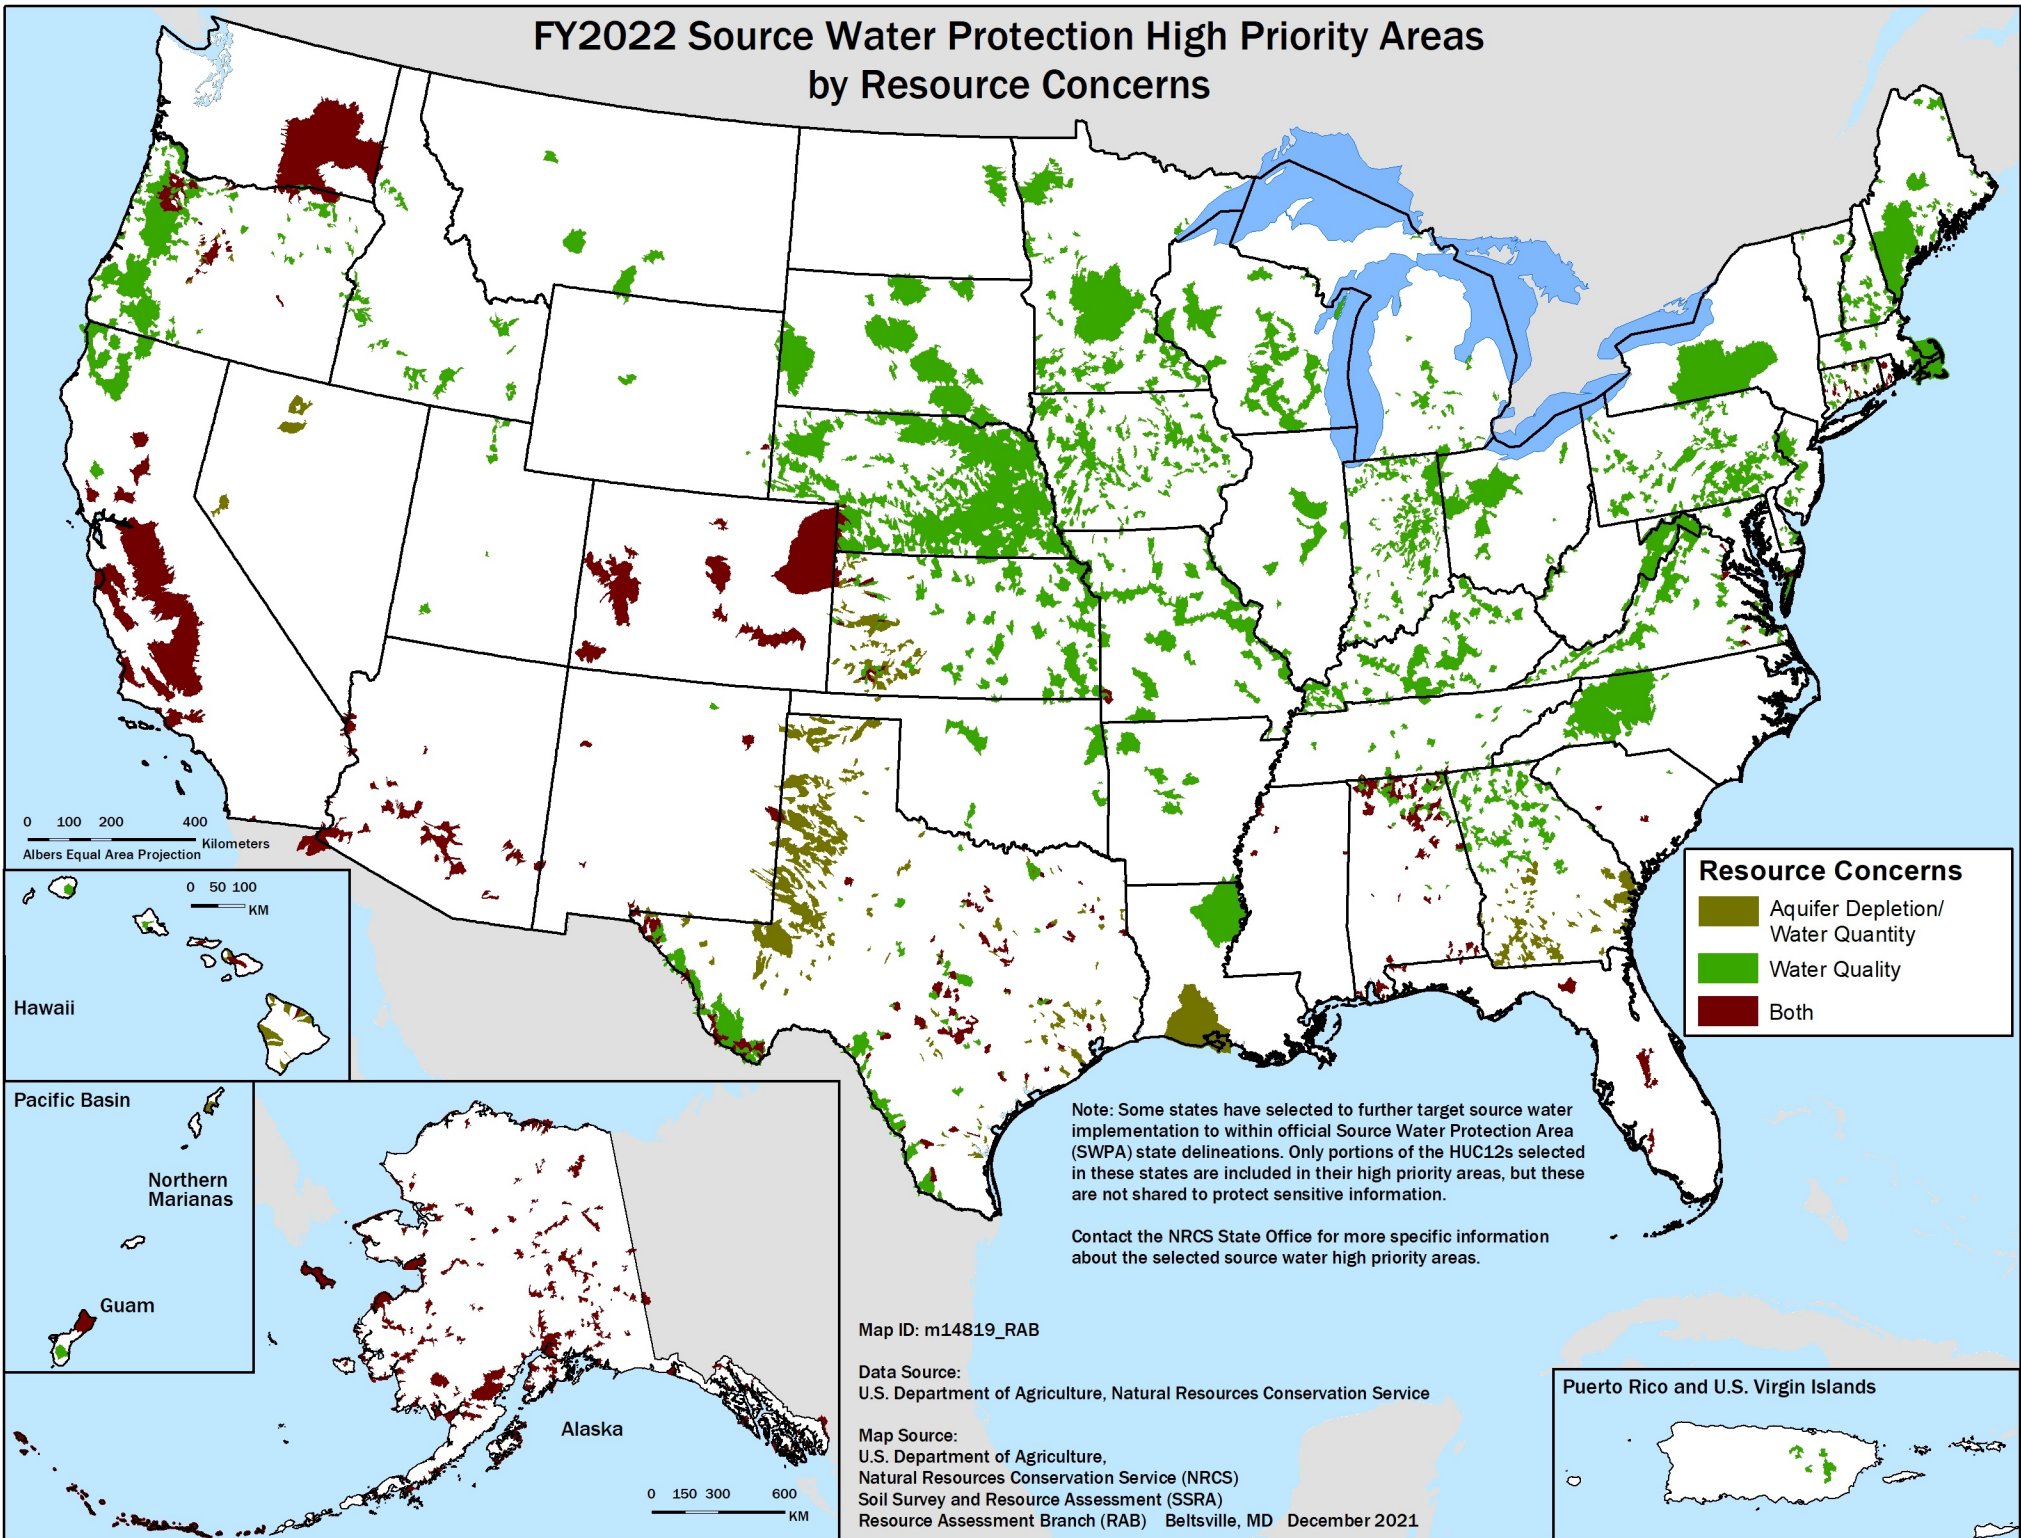 FY2022 Source Water Protection High Priority Areas
by Resource Concerns
0 100 200 400
Kilometers
Albers Equal Area Projection
0 50 100
KM
Hawaii
Pacific Basin
Northern
Marianas
Guam
Alaska
0 150 300 600
KM
Resource Concerns
Aquifer Depletion/
Water Quantity
Water Quality
Both
Note: Some states have selected to further target source water
implementation to within official Source Water Protection Area
(SWPA) state delineations. Only portions of the HUC12s selected
in these states are included in their high priority areas, but these
are not shared to protect sensitive information.
Contact the NRCS State Office for more specific information
about the selected source water high priority areas.
Map ID: m14819_RAB
Data Source:
U.S. Department of Agriculture, Natural Resources Conservation Service
Map Source:
U.S. Department of Agriculture,
Natural Resources Conservation Service (NRCS)
Soil Survey and Resource Assessment (SSRA)
Resource Assessment Branch (RAB) Beltsville, MD December 2021
Puerto Rico and U.S. Virgin Islands